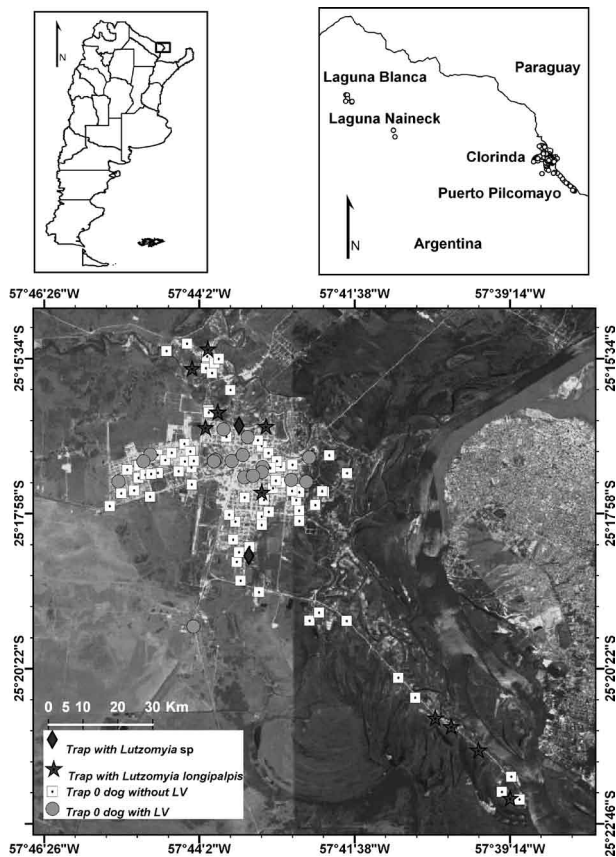 N
Laguna Blanca
Paraguay
Laguna Naineck
Clorinda
Puerto Pilcomayo
N
Argentina
57°46'26"W 57°44'2"W 57°41'38"W 57°39'14"W
25°15'34"S 25°15'34"S
25°17'58"S 25°17'58"S
25°20'22"S 25°20'22"S
25°22'46"S 25°22'46"S
0 5 10 20 30 Km
Trap with Lutzomyia sp
Trap with Lutzomyia longipalpis
Trap 0 dog without LV
Trap 0 dog with LV
57°46'26"W 57°44'2"W 57°41'38"W 57°39'14"W